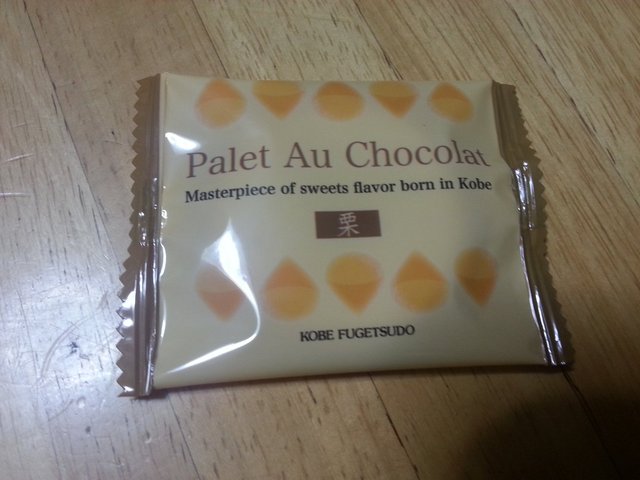 Palet Au Chocolat
Masterpiece of sweets flavor born in Kobe
栗
KOBE FUGETSUDO